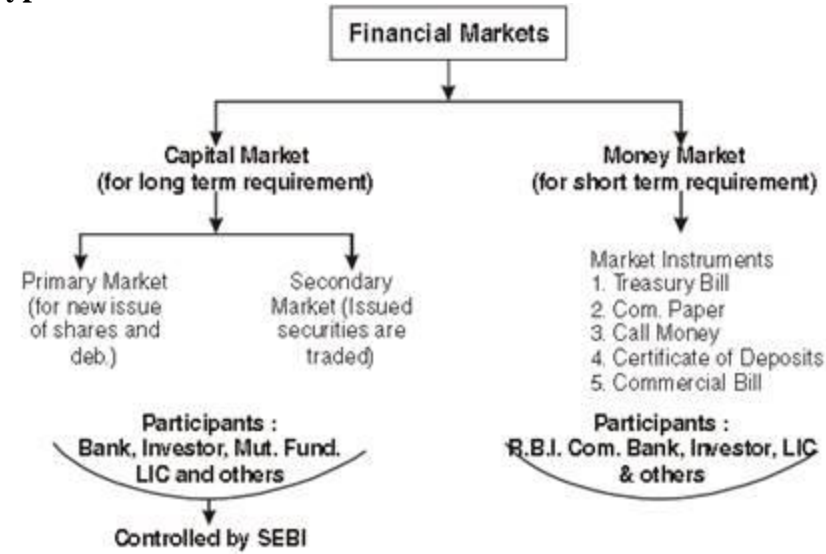 Financial Markets
Capital Market
(for long term requirement)
Money Market
(for short term requirement)
Primary Market
(for new issue
of shares and
deb.)
Secondary
Market (Issued
securities are
traded)
Market Instruments
1. Treasury Bill
2. Com. Paper
3. Call Money
4. Certificate of Deposits
5. Commercial Bill
Participants :
Bank, Investor, Mut. Fund.
LIC and others
Controlled by SEBI
Participants :
R.B.I. Com. Bank, Investor, LIC
& others